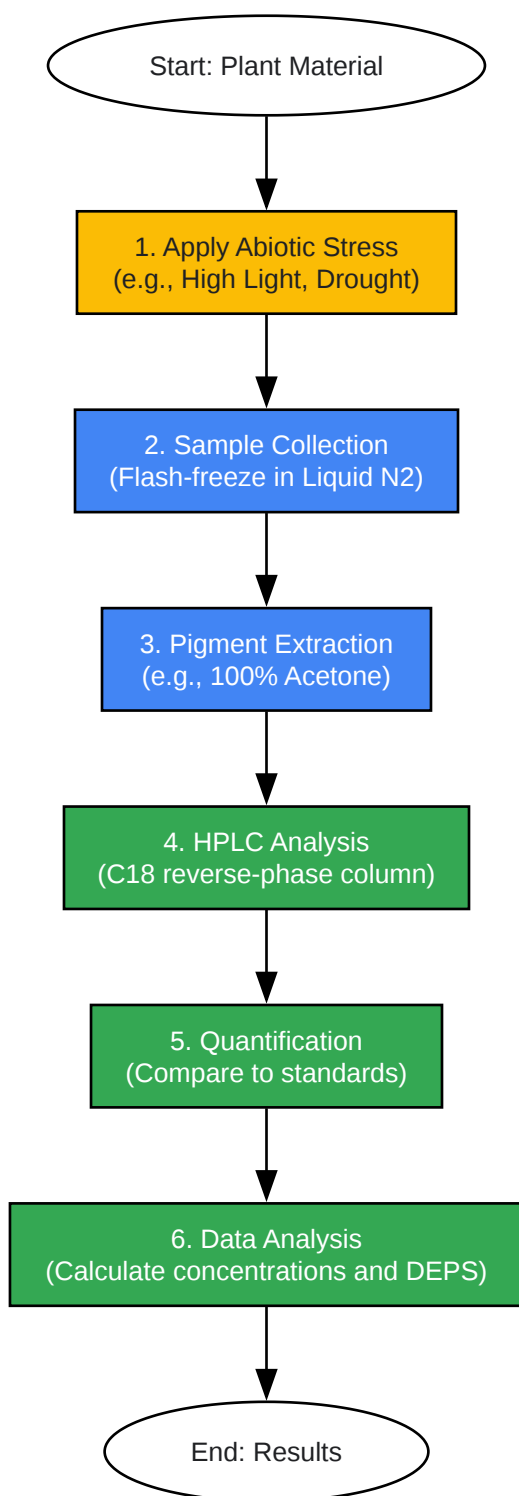 Start: Plant Material
1. Apply Abiotic Stress
(e.g., High Light, Drought)
2. Sample Collection
(Flash-freeze in Liquid N2)
3. Pigment Extraction
(e.g., 100% Acetone)
4. HPLC Analysis
(C18 reverse-phase column)
5. Quantification
(Compare to standards)
6. Data Analysis
(Calculate concentrations and DEPS)
End: Results